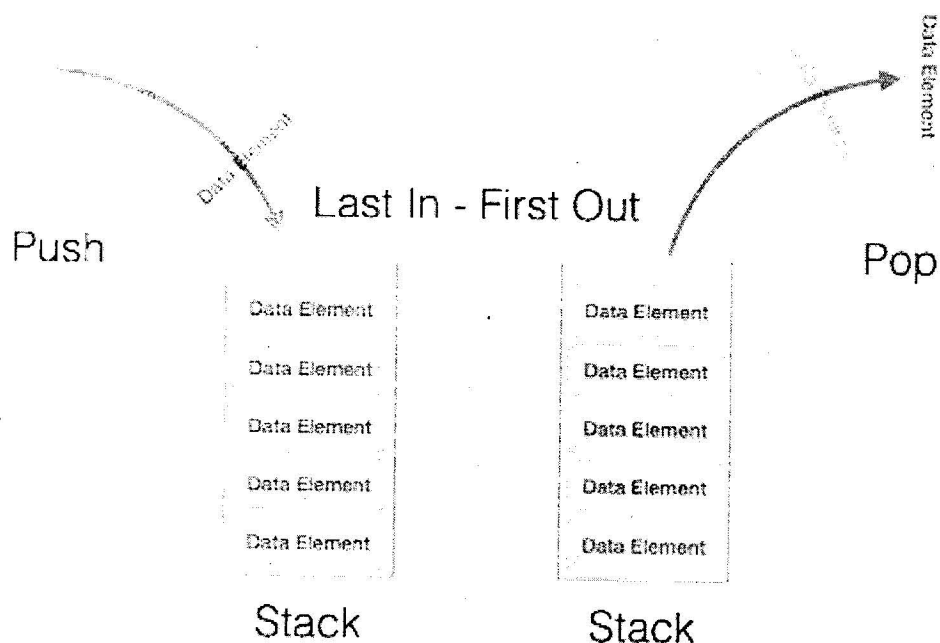 Data Element
Data Element
Last In - First Out
Push
Pop
Data Element
Data Element
Data Element
Data Element
Data Element
Data Element
Data Element
Data Element
Data Element
Data Element
Stack
Stack